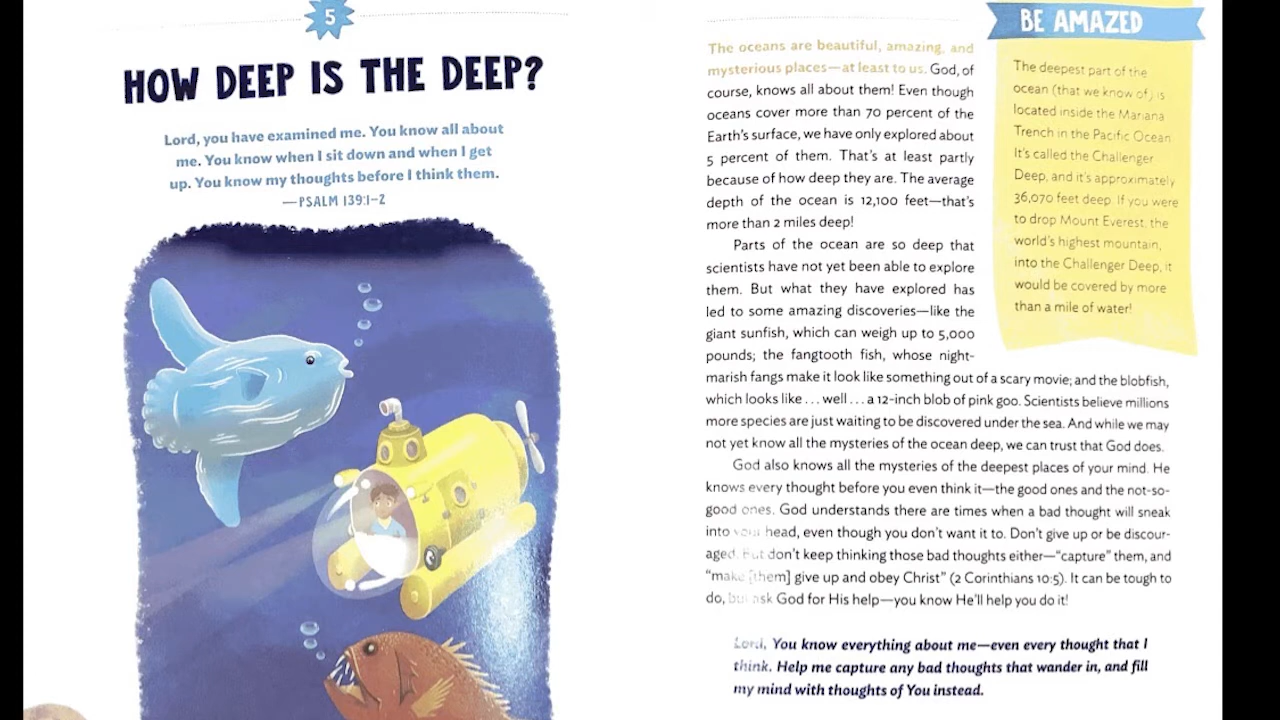 5
HOW DEEP IS THE DEEP?
Lord, you have examined me. You know all about
me. You know when I sit down and when I get
up. You know my thoughts before I think them.
—PSALM 139:1–2
The oceans are beautiful, amazing, and
mysterious places—at least to us. God, of
course, knows all about them! Even though
oceans cover more than 70 percent of the
Earth's surface, we have only explored about
5 percent of them. That's at least partly
because of how deep they are. The average
depth of the ocean is 12,100 feet—that's
more than 2 miles deep!
Parts of the ocean are so deep that
scientists have not yet been able to explore
them. But what they have explored has
led to some amazing discoveries—like the
giant sunfish, which can weigh up to 5,000
pounds; the fangtooth fish, whose night-
marish fangs make it look like something out of a scary movie; and the blobfish,
which looks like . . . well . . . a 12-inch blob of pink goo. Scientists believe millions
more species are just waiting to be discovered under the sea. And while we may
not yet know all the mysteries of the ocean deep, we can trust that God does.
God also knows all the mysteries of the deepest places of your mind. He
knows every thought before you even think it—the good ones and the not-so-
good ones. God understands there are times when a bad thought will sneak
into your head, even though you don't want it to. Don't give up or be discour-
aged. But don't keep thinking those bad thoughts either—"capture" them, and
"make [them] give up and obey Christ" (2 Corinthians 10:5). It can be tough to
do, but ask God for His help—you know He'll help you do it!
Lord, You know everything about me—even every thought that I
think. Help me capture any bad thoughts that wander in, and fill
my mind with thoughts of You instead.
BE AMAZED
The deepest part of the
ocean (that we know of) is
located inside the Mariana
Trench in the Pacific Ocean.
It's called the Challenger
Deep, and it's approximately
36,070 feet deep. If you were
to drop Mount Everest, the
world's highest mountain,
into the Challenger Deep, it
would be covered by more
than a mile of water!